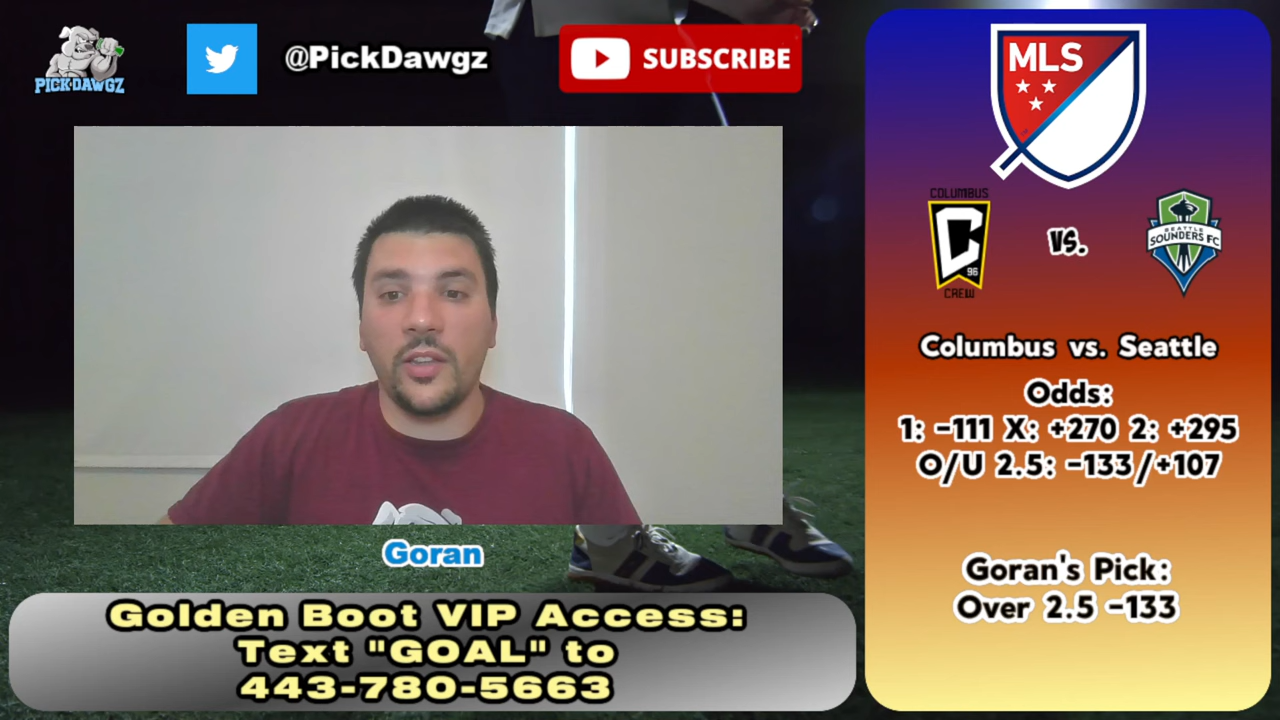 PICK-DAWGZ
@PickDawgz
SUBSCRIBE
MLS
COLUMBUS
96
CREW
VS.
SEATTLE
SOUNDERS FC
Columbus vs. Seattle
Odds:
1: -111 X: +270 2: +295
O/U 2.5: -133/+107
Goran's Pick:
Over 2.5 -133
Goran
Golden Boot VIP Access:
Text "GOAL" to
443-780-5663